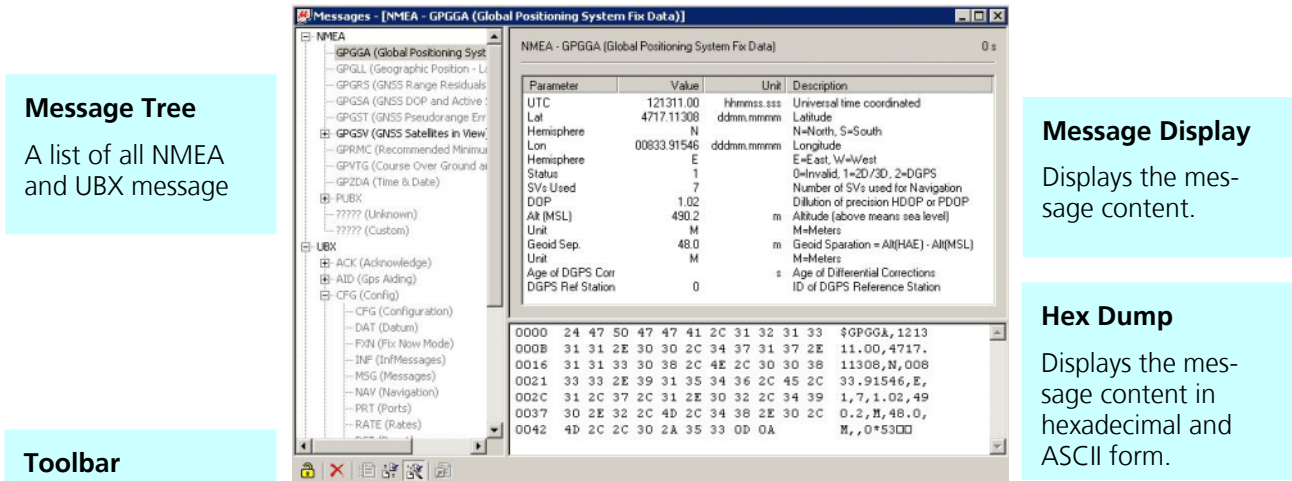 Messages - [NMEA - GPGGA (Global Positioning System Fix Data)]
Message Tree
A list of all NMEA
and UBX message
Toolbar
NMEA
GPGGA (Global Positioning Syst
GPGLL (Geographic Position - La
GPGRS (GNSS Range Residuals
GPGSA (GNSS DOP and Active
GPGST (GNSS Pseudorange Err
GPGSV (GNSS Satellites in View)
GPRMC (Recommended Minimu
GPVTG (Course Over Ground a
GPZDA (Time & Date)
PUBX
????? (Unknown)
????? (Custom)
UBX
ACK (Acknowledge)
AID (Gps Aiding)
CFG (Config)
CFG (Configuration)
DAT (Datum)
FXN (Fix Now Mode)
INF (InfMessages)
MSG (Messages)
NAV (Navigation)
PRT (Ports)
RATE (Rates)
NMEA - GPGGA (Global Positioning System Fix Data) 0 s
Parameter Value Unit Description
UTC 121311.00 hhmmss.sss Universal time coordinated
Lat 4717.11308 ddmm.mmmm Latitude
Hemisphere N N=North, S=South
Lon 00833.91546 dddmm.mmmm Longitude
Hemisphere E E=East, W=West
Status 1 0=Invalid, 1=2D/3D, 2=DGPS
SVs Used 7 Number of SVs used for Navigation
DOP 1.02 Dillution of precision HDOP or PDOP
Alt (MSL) 490.2 m Altitude (above means sea level)
Unit M M=Meters
Geoid Sep. 48.0 m Geoid Sparation = Alt(HAE) - Alt(MSL)
Unit M M=Meters
Age of DGPS Corr s Age of Differential Corrections
DGPS Ref Station 0 ID of DGPS Reference Station
0000 24 47 50 47 47 41 2C 31 32 31 33 $GPGGA,1213
000B 31 31 2E 30 30 2C 34 37 31 37 2E 11.00,4717.
0016 31 31 33 30 38 2C 4E 2C 30 30 38 11308,N,008
0021 33 33 2E 39 31 35 34 36 2C 45 2C 33.91546,E,
002C 31 2C 37 2C 31 2E 30 32 2C 34 39 1,7,1.02,49
0037 30 2E 32 2C 4D 2C 34 38 2E 30 2C 0.2,M,48.0,
0042 4D 2C 2C 30 2A 35 33 0D 0A M,,0*53□□
Message Display
Displays the mes-
sage content.
Hex Dump
Displays the mes-
sage content in
hexadecimal and
ASCII form.